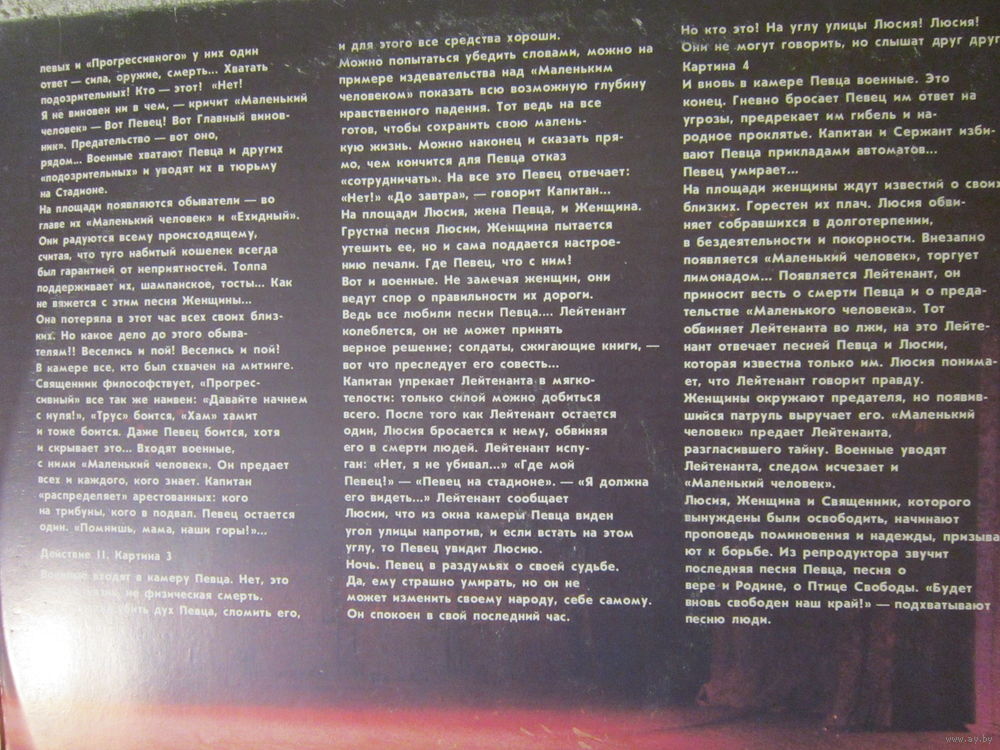 левых и «Прогрессивного» у них один
ответ — сила, оружие, смерть... Хватать
подозрительных! Кто — этот! «Нет!
Я не виновен ни в чем, — кричит «Маленький
человек» — Вот Певец! Вот Главный винов-
ник». Предательство — вот оно,
рядом... Военные хватают Певца и других
«подозрительных» и уводят их в тюрьму
на Стадионе.
На площади появляются обыватели — во
главе их «Маленький человек» и «Ехидный».
Они радуются всему происходящему,
считая, что туго набитый кошелек всегда
был гарантией от неприятностей. Толпа
поддерживает их, шампанское, тосты... Как
не вяжется с этим песня Женщины...
Она потеряла в этот час всех своих близ-
ких. Но какое дело до этого обыва-
телям!! Веселись и пой! Веселись и пой!
В камере все, кто был схвачен на митинге.
Священник философствует, «Прогрес-
сивный» все так же наивен: «Давайте начнем
с нуля!», «Трус» боится, «Хам» хамит
и тоже боится. Даже Певец боится, хотя
и скрывает это... Входят военные,
с ними «Маленький человек». Он предает
всех и каждого, кого знает. Капитан
«распределяет» арестованных: кого
на трибуны, кого в подвал. Певец остается
один. «Помнишь, мама, наши горы!»...
Действие II. Картина 3
Военные входят в камеру Певца. Нет, это
не физическая смерть.
убить дух Певца, сломить его,
и для этого все средства хороши.
Можно попытаться убедить словами, можно на
примере издевательства над «Маленьким
человеком» показать всю возможную глубину
нравственного падения. Тот ведь на все
готов, чтобы сохранить свою малень-
кую жизнь. Можно наконец и сказать пря-
мо, чем кончится для Певца отказ
«сотрудничать». На все это Певец отвечает:
«Нет!» «До завтра», — говорит Капитан...
На площади Люсия, жена Певца, и Женщина.
Грустна песня Люсии, Женщина пытается
утешить ее, но и сама поддается настрое-
нию печали. Где Певец, что с ним!
Вот и военные. Не замечая женщин, они
ведут спор о правильности их дороги.
Ведь все любили песни Певца.... Лейтенант
колеблется, он не может принять
верное решение; солдаты, сжигающие книги, —
вот что преследует его совесть...
Капитан упрекает Лейтенанта в мягко-
телости: только силой можно добиться
всего. После того как Лейтенант остается
один, Люсия бросается к нему, обвиняя
его в смерти людей. Лейтенант испу-
ган: «Нет, я не убивал...» «Где мой
Певец!» — «Певец на стадионе». — «Я должна
его видеть...» Лейтенант сообщает
Люсии, что из окна камеры Певца виден
угол улицы напротив, и если встать на этом
углу, то Певец увидит Люсию.
Ночь. Певец в раздумьях о своей судьбе.
Да, ему страшно умирать, но он не
может изменить своему народу, себе самому.
Он спокоен в свой последний час.
Но кто это! На углу улицы Люсия! Люсия!
Они не могут говорить, но слышат друг друг
Картина 4
И вновь в камере Певца военные. Это
конец. Гневно бросает Певец им ответ на
угрозы, предрекает им гибель и на-
родное проклятье. Капитан и Сержант изби-
вают Певца прикладами автоматов...
Певец умирает...
На площади женщины ждут известий о своих
близких. Горестен их плач. Люсия обви-
няет собравшихся в долготерпении,
в бездеятельности и покорности. Внезапно
появляется «Маленький человек», торгует
лимонадом... Появляется Лейтенант, он
приносит весть о смерти Певца и о преда-
тельстве «Маленького человека». Тот
обвиняет Лейтенанта во лжи, на это Лейте-
нант отвечает песней Певца и Люсии,
которая известна только им. Люсия понима-
ет, что Лейтенант говорит правду.
Женщины окружают предателя, но появив-
шийся патруль выручает его. «Маленький
человек» предает Лейтенанта,
разгласившего тайну. Военные уводят
Лейтенанта, следом исчезает и
«Маленький человек».
Люсия, Женщина и Священник, которого
вынуждены были освободить, начинают
проповедь поминовения и надежды, призыва
ют к борьбе. Из репродуктора звучит
последняя песня Певца, песня о
вере и Родине, о Птице Свободы. «Будет
вновь свободен наш край!» — подхватывают
песню люди.
www.ay.by